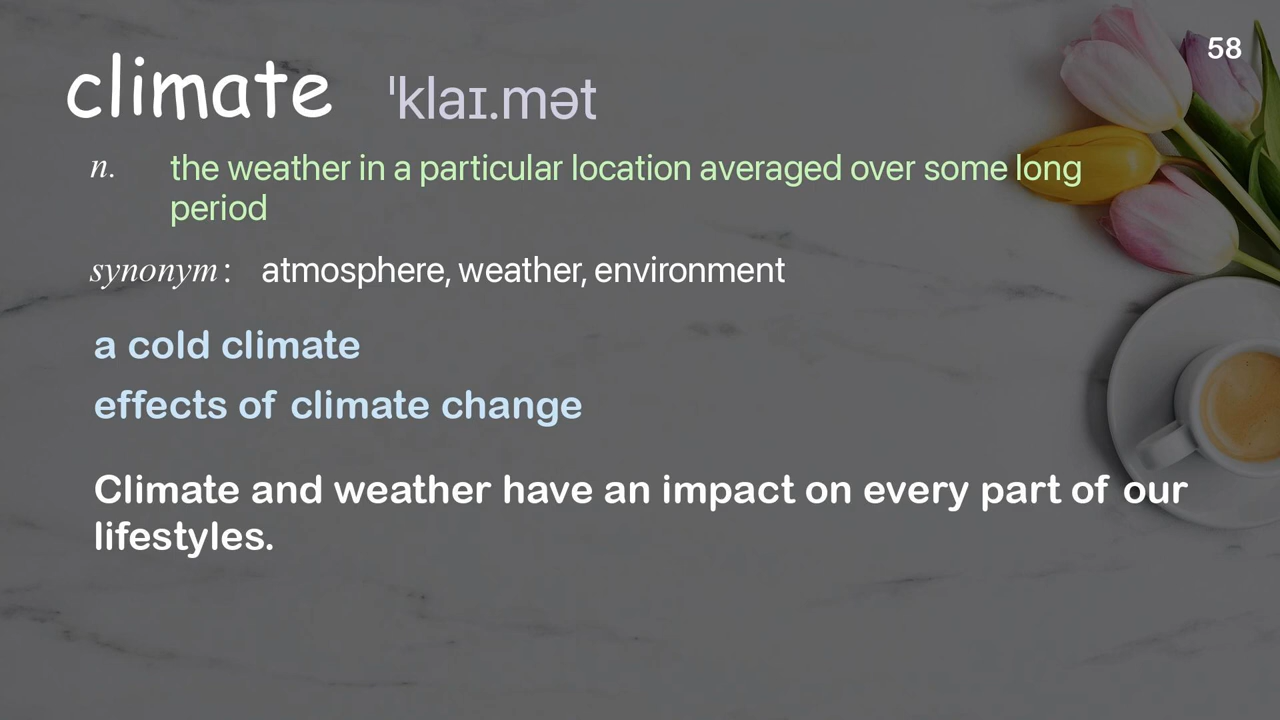 58
climate ˈklaɪ.mət
n. the weather in a particular location averaged over some long
period
synonym: atmosphere, weather, environment
a cold climate
effects of climate change
Climate and weather have an impact on every part of our
lifestyles.